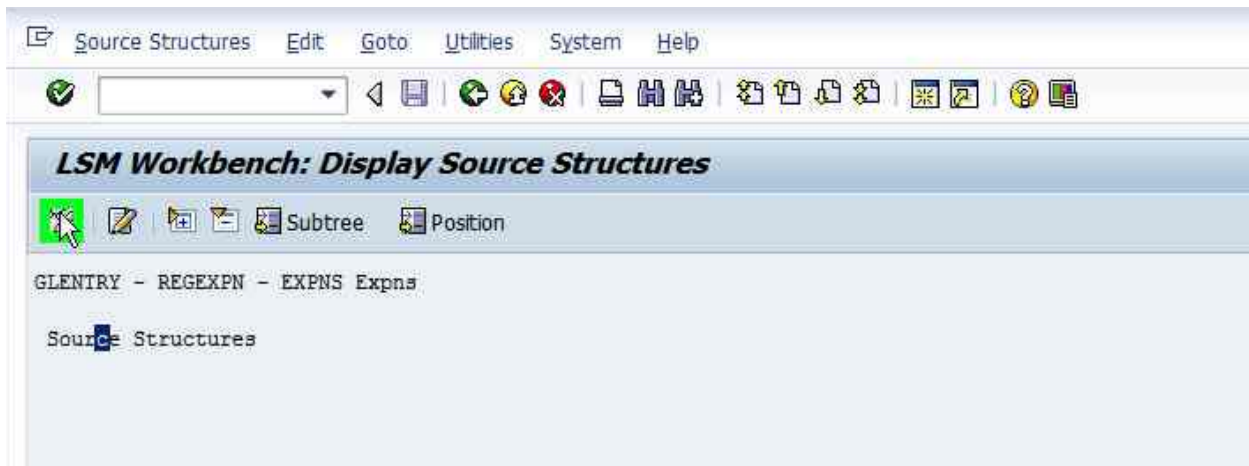 Source Structures Edit Goto Utilities System Help
LSM Workbench: Display Source Structures
Subtree Position
GLENTRY - REGEXPN - EXPNS Expns
Source Structures